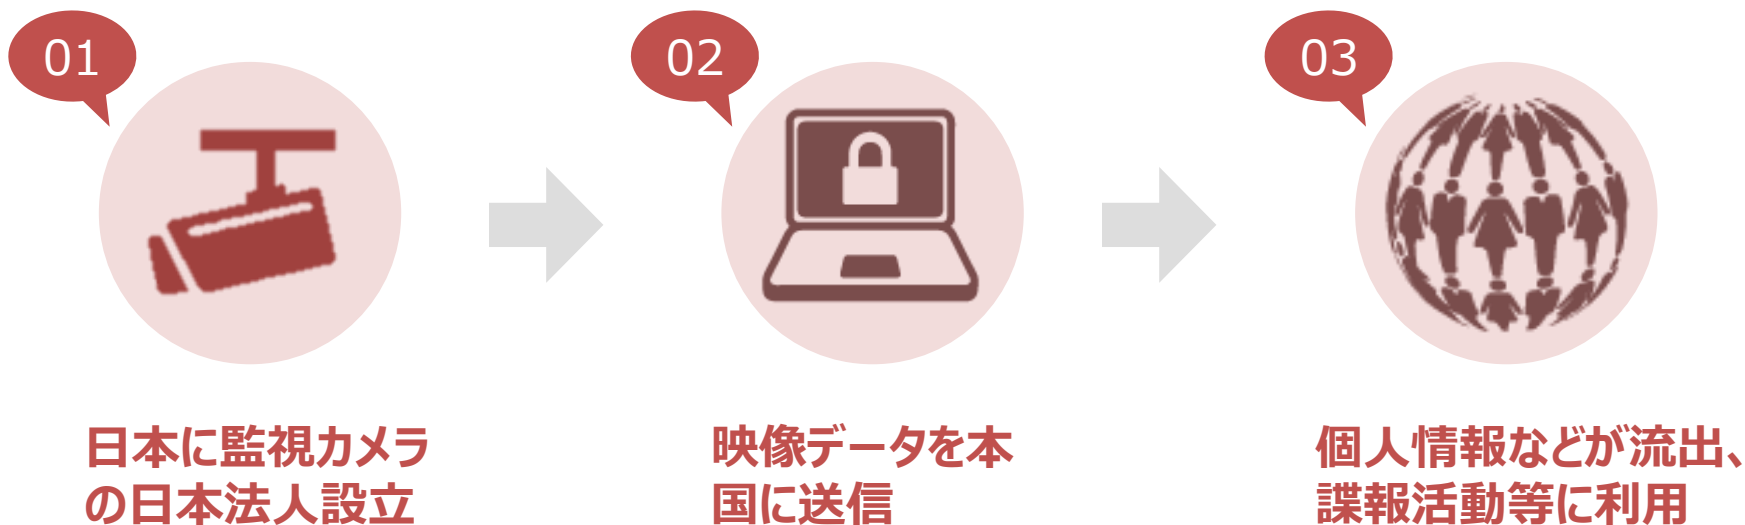 01
日本に監視カメラ
の日本法人設立
02
映像データを本
国に送信
03
個人情報などが流出、
諜報活動等に利用